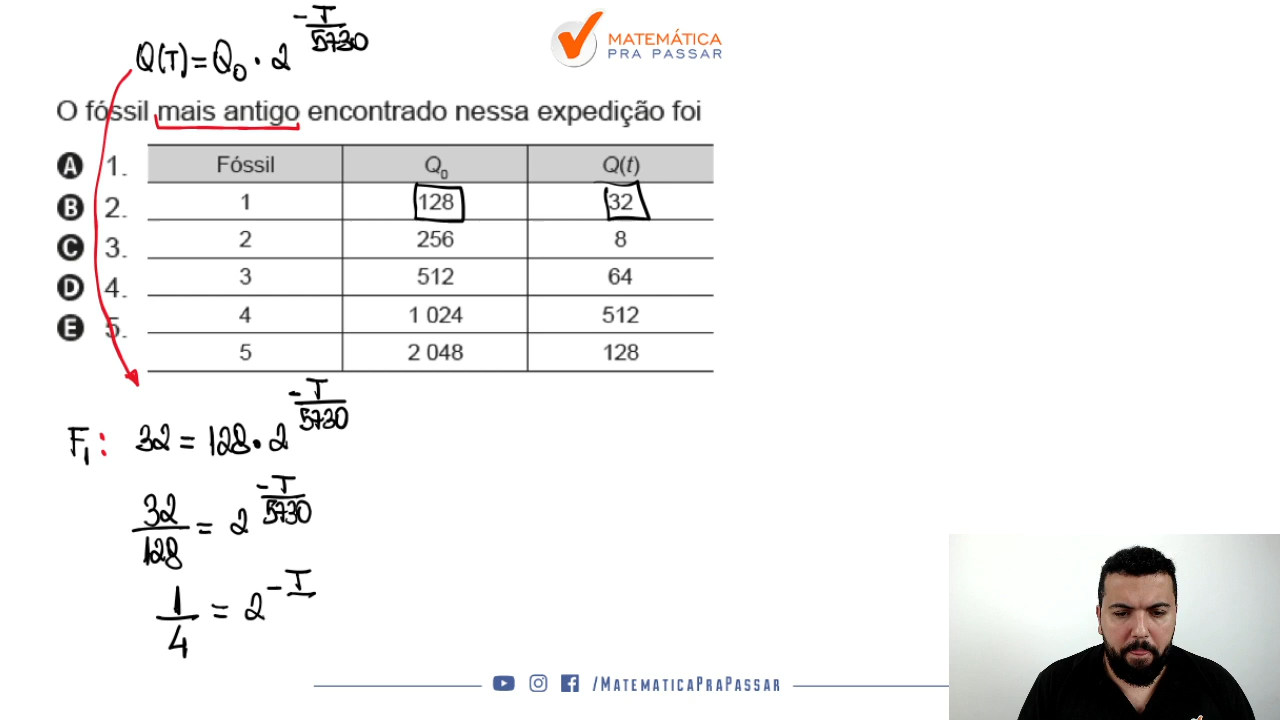 Q(T) = Q₀ · 2^(-T/5730)
MATEMÁTICA
PRA PASSAR
O fóssil mais antigo encontrado nessa expedição foi
A 1.
B 2.
C 3.
D 4.
E 5.
Fóssil Q₀ Q(t)
1 128 32
2 256 8
3 512 64
4 1 024 512
5 2 048 128
F₁: 32 = 128 · 2^(-T/5730)
32/128 = 2^(-T/5730)
1/4 = 2^(-T/
/MATEMATICAPRAPASSAR